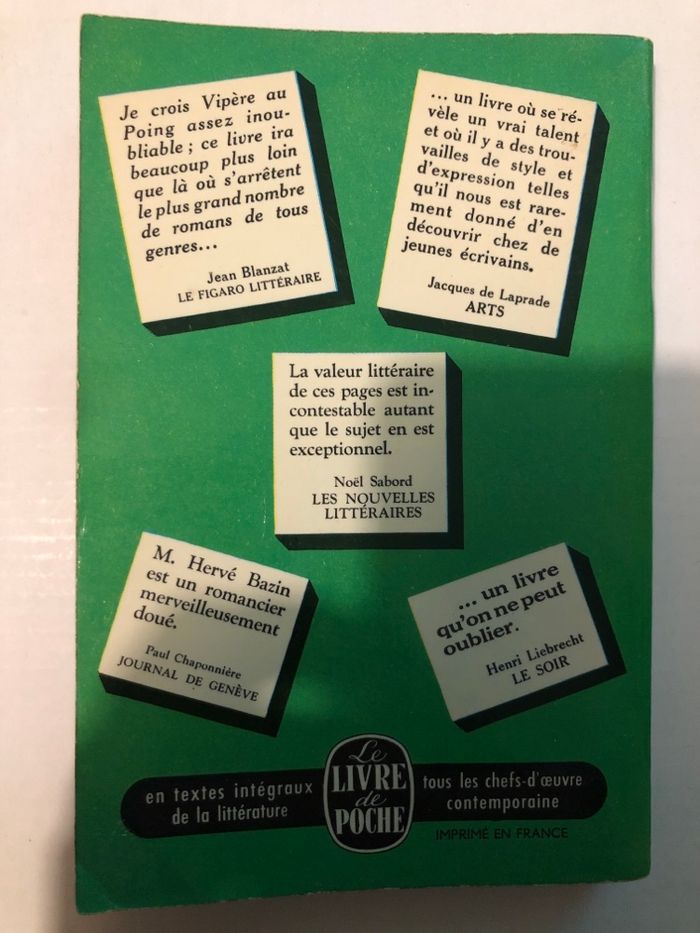 Je crois Vipère au
Poing assez inou-
bliable ; ce livre ira
beaucoup plus loin
que là où s'arrêtent
le plus grand nombre
de romans de tous
genres...
Jean Blanzat
LE FIGARO LITTÉRAIRE
... un livre où se ré-
vèle un vrai talent
et où il y a des trou-
vailles de style et
d'expression telles
qu'il nous est rare-
ment donné d'en
découvrir chez de
jeunes écrivains.
Jacques de Laprade
ARTS
La valeur littéraire
de ces pages est in-
contestable autant
que le sujet en est
exceptionnel.
Noël Sabord
LES NOUVELLES
LITTÉRAIRES
M. Hervé Bazin
est un romancier
merveilleusement
doué.
Paul Chaponnière
JOURNAL DE GENÈVE
... un livre
qu'on ne peut
oublier.
Henri Liebrecht
LE SOIR
en textes intégraux
de la littérature
Le
LIVRE
de
POCHE
tous les chefs-d'œuvre
contemporaine
IMPRIMÉ EN FRANCE